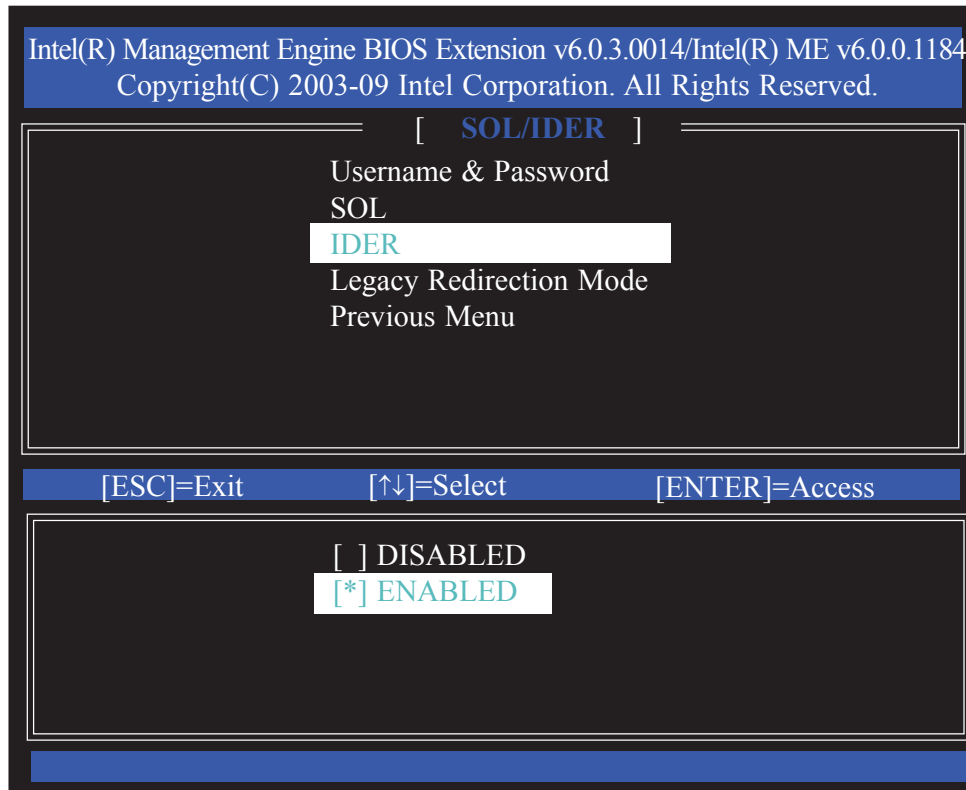 Intel(R) Management Engine BIOS Extension v6.0.3.0014/Intel(R) ME v6.0.0.1184
Copyright(C) 2003-09 Intel Corporation. All Rights Reserved.
[ SOL/IDER ]
Username & Password
SOL
IDER
Legacy Redirection Mode
Previous Menu
[ESC]=Exit [↑↓]=Select [ENTER]=Access
[ ] DISABLED
[*] ENABLED